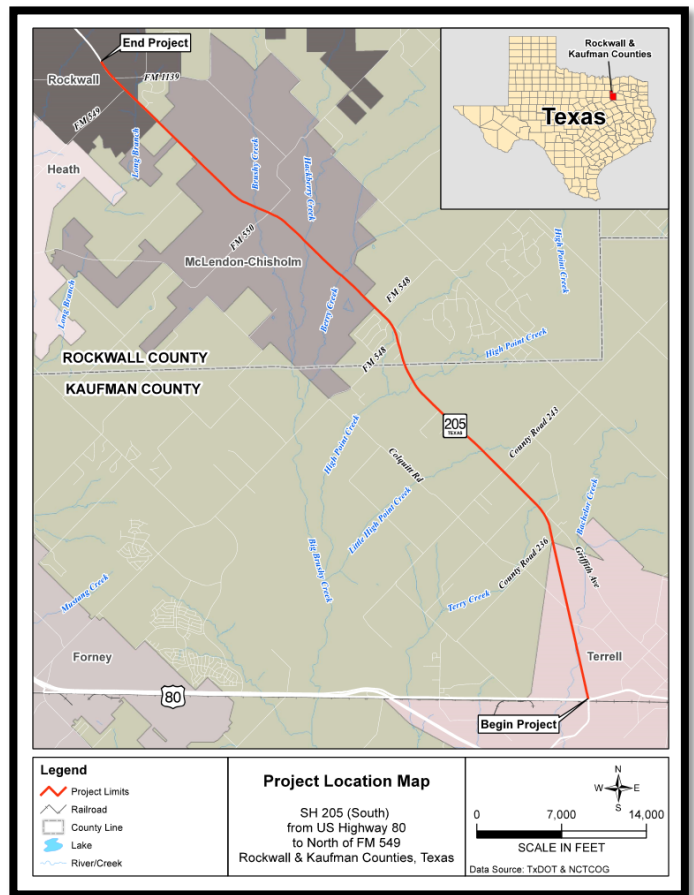 End Project
Rockwall
FM 1139
FM 549
Long Branch
Heath
Brushy Creek
Hackberry Creek
Rockwall &
Kaufman Counties
Texas
FM 550
McLendon-Chisholm
High Point Creek
Long Branch
Berry Creek
FM 548
ROCKWALL COUNTY
FM 548
High Point Creek
KAUFMAN COUNTY
205
TEXAS
County Road 243
High Point Creek
Colquitt Rd
Little High Point Creek
Bachelor Creek
Big Brushy Creek
County Road 236
Griffith Ave
Mustang Creek
Terry Creek
Forney
Terrell
80
Begin Project
Legend
Project Limits
Railroad
County Line
Lake
River/Creek
Project Location Map
SH 205 (South)
from US Highway 80
to North of FM 549
Rockwall & Kaufman Counties, Texas
N
W E
S
0 7,000 14,000
SCALE IN FEET
Data Source: TxDOT & NCTCOG